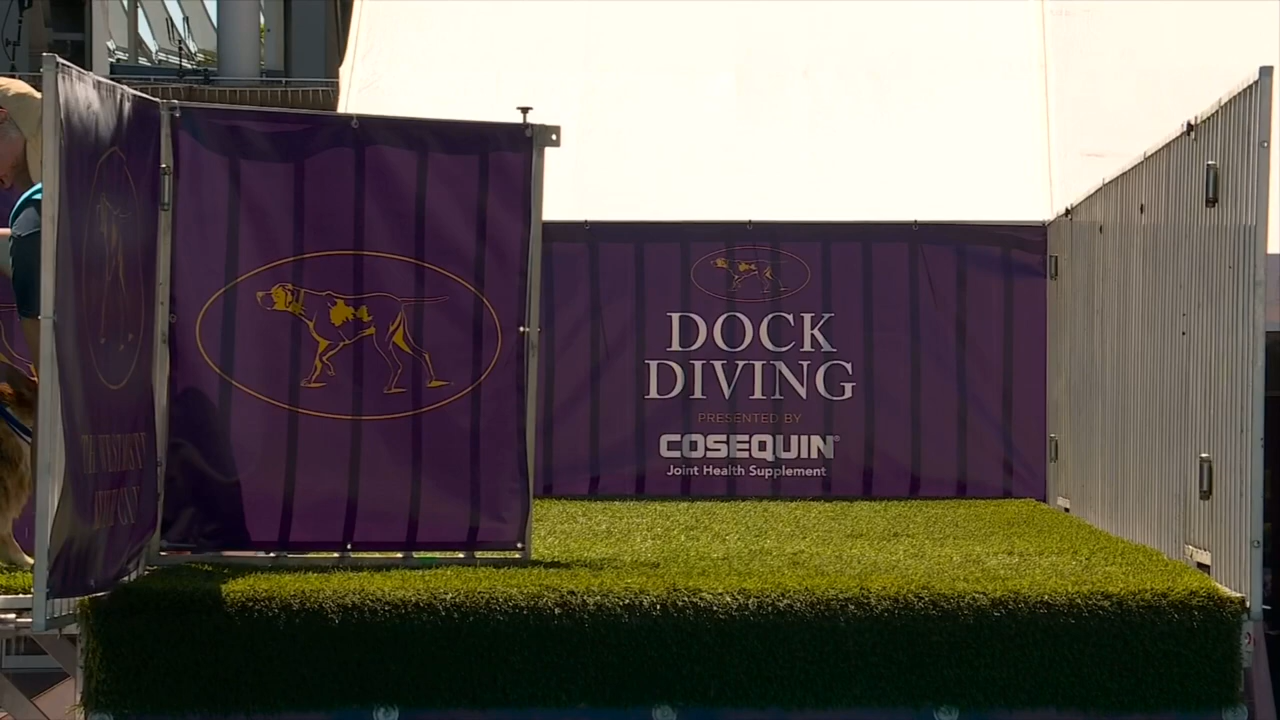 DOCK
DIVING
PRESENTED BY
COSEQUIN®
Joint Health Supplement